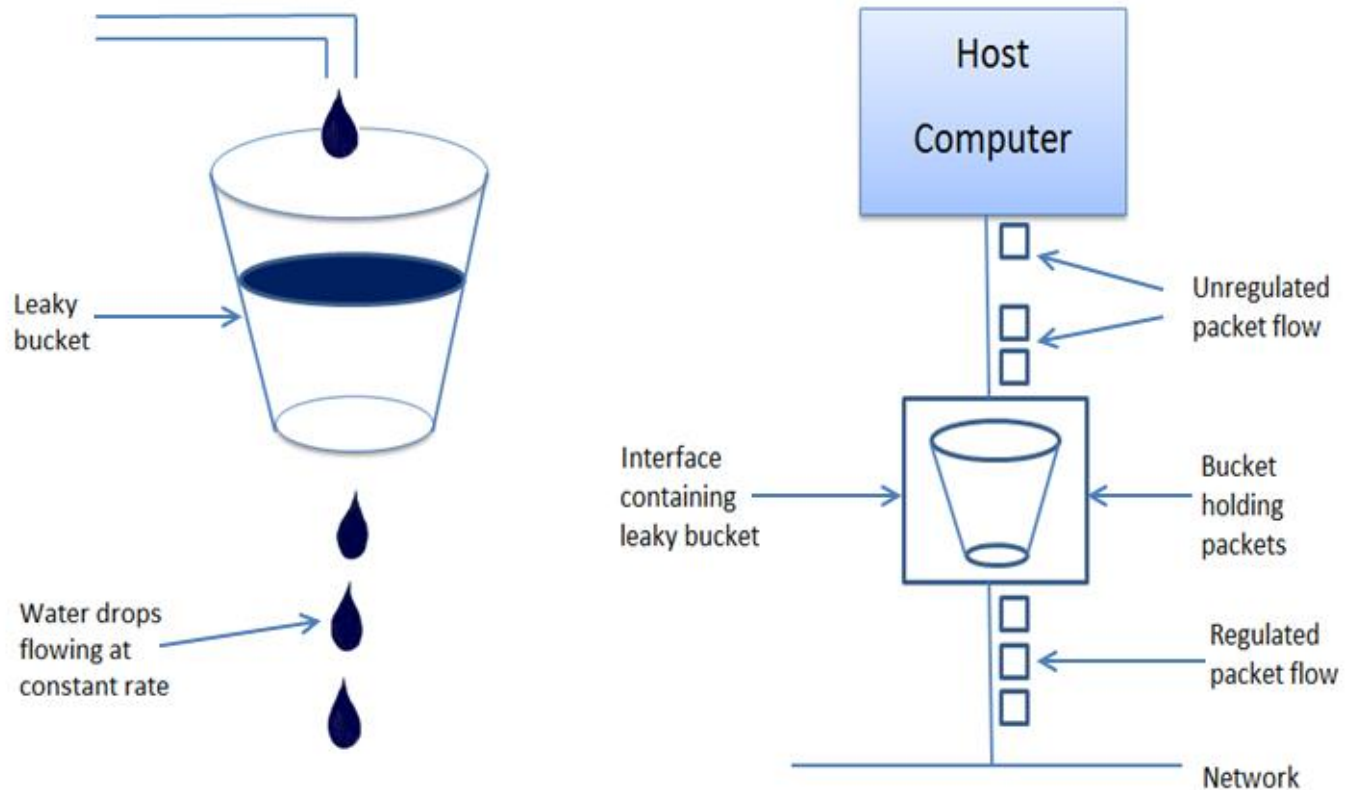 Leaky
bucket
Water drops
flowing at
constant rate
Host
Computer
Unregulated
packet flow
Interface
containing
leaky bucket
Bucket
holding
packets
Regulated
packet flow
Network